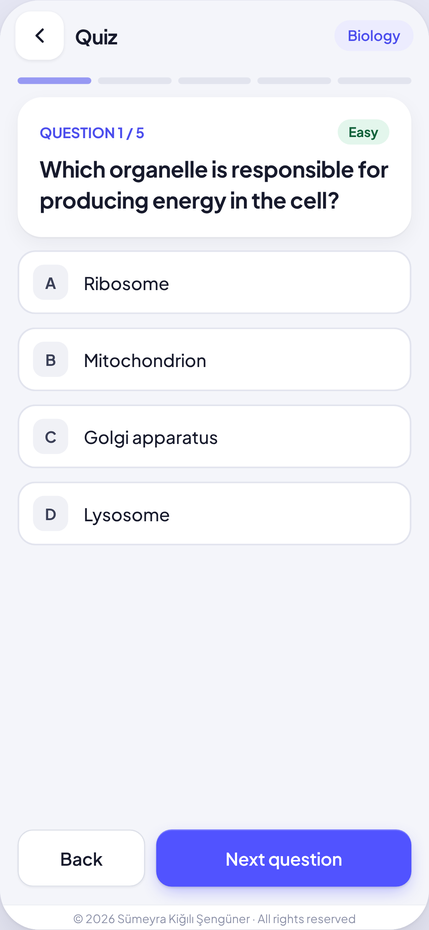 Quiz
Biology
QUESTION 1 / 5
Easy
Which organelle is responsible for
producing energy in the cell?
A
Ribosome
B
Mitochondrion
C
Golgi apparatus
D
Lysosome
Back
Next question
© 2026 Sümeyra Kığılı Şengüner · All rights reserved